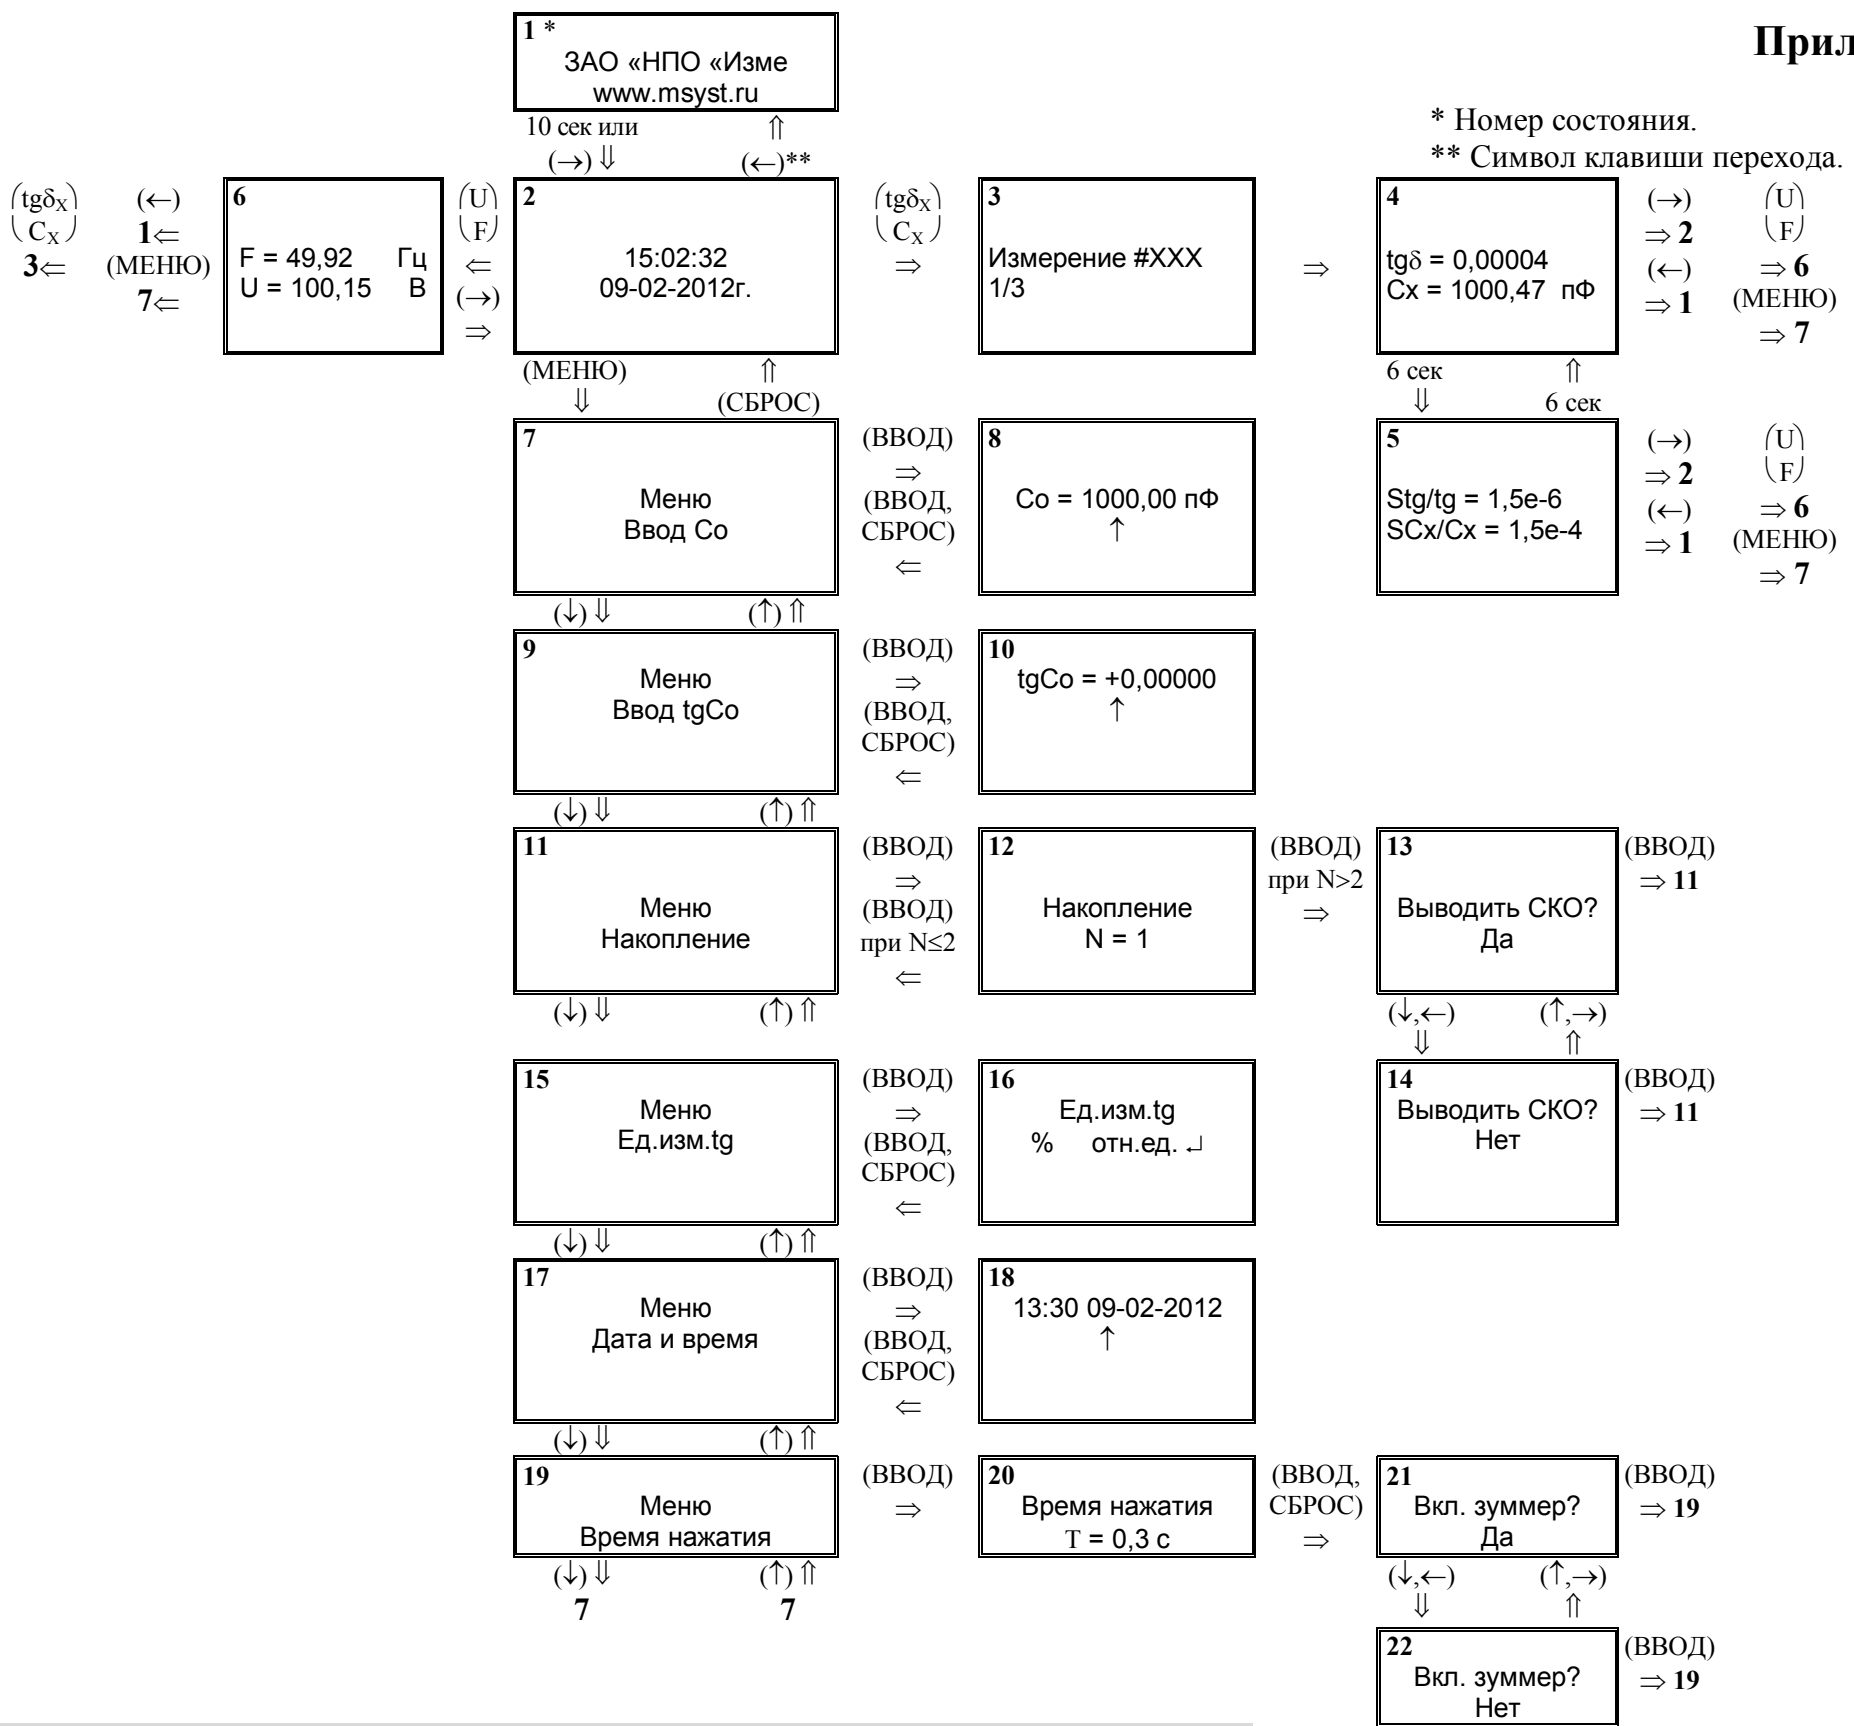 Прил
1 *
ЗАО «НПО «Изме
www.msyst.ru
* Номер состояния.
** Символ клавиши перехода.
10 сек или ⇑
(→) ⇓ (←)**
tgδX
CX
3⇐
(←)
1⇐
(МЕНЮ)
7⇐
6
F = 49,92 Гц
U = 100,15 В
(U
F)
⇐
(→)
⇒
2
15:02:32
09-02-2012г.
(tgδX
CX)
⇒
3
Измерение #XXX
1/3
⇒
4
tgδ = 0,00004
Cx = 1000,47 пФ
(→)
⇒ 2
(←)
⇒ 1
(U
F)
⇒ 6
(МЕНЮ)
⇒ 7
(МЕНЮ) ⇑
⇓ (СБРОС)
6 сек ⇑
⇓ 6 сек
7
Меню
Ввод Co
(ВВОД)
⇒
(ВВОД,
СБРОС)
⇐
8
Co = 1000,00 пФ
↑
5
Stg/tg = 1,5e-6
SCx/Cx = 1,5e-4
(→)
⇒ 2
(←)
⇒ 1
(U
F)
⇒ 6
(МЕНЮ)
⇒ 7
(↓) ⇓ (↑) ⇑
9
Меню
Ввод tgCo
(ВВОД)
⇒
(ВВОД,
СБРОС)
⇐
10
tgCo = +0,00000
↑
(↓) ⇓ (↑) ⇑
11
Меню
Накопление
(ВВОД)
⇒
(ВВОД)
при N≤2
⇐
12
Накопление
N = 1
(ВВОД)
при N>2
⇒
13
Выводить СКО?
Да
(ВВОД)
⇒ 11
(↓) ⇓ (↑) ⇑
(↓,←) (↑,→)
⇓ ⇑
15
Меню
Ед.изм.tg
(ВВОД)
⇒
(ВВОД,
СБРОС)
⇐
16
Ед.изм.tg
% отн.ед. ↵
14
Выводить СКО?
Нет
(ВВОД)
⇒ 11
(↓) ⇓ (↑) ⇑
17
Меню
Дата и время
(ВВОД)
⇒
(ВВОД,
СБРОС)
⇐
18
13:30 09-02-2012
↑
(↓) ⇓ (↑) ⇑
19
Меню
Время нажатия
(ВВОД)
⇒
20
Время нажатия
T = 0,3 с
(ВВОД,
СБРОС)
⇒
21
Вкл. зуммер?
Да
(ВВОД)
⇒ 19
(↓) ⇓ (↑) ⇑
7 7
(↓,←) (↑,→)
⇓ ⇑
22
Вкл. зуммер?
Нет
(ВВОД)
⇒ 19